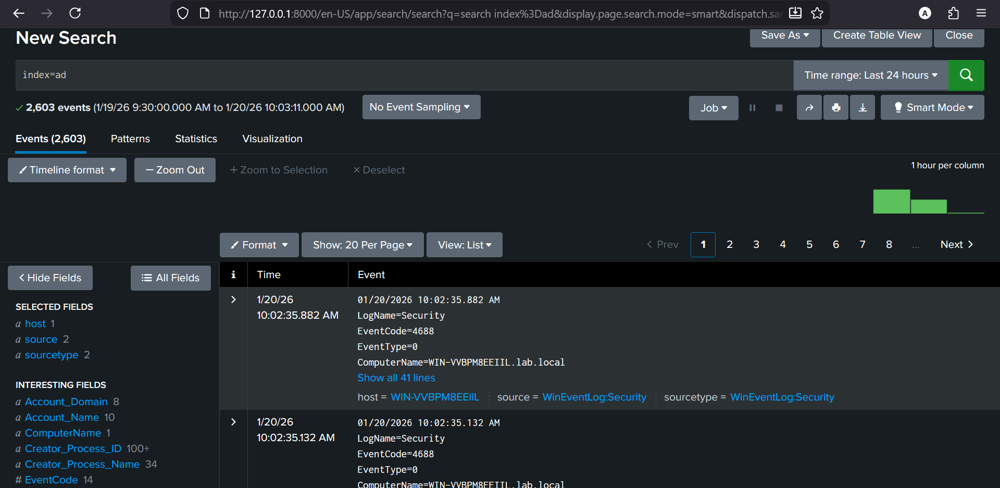 http://127.0.0.1:8000/en-US/app/search/search?q=search index%3Dad&display.page.search.mode=smart&dispatch.sar
A
New Search
Save As
Create Table View
Close
index=ad
Time range: Last 24 hours
2,603 events (1/19/26 9:30:00.000 AM to 1/20/26 10:03:11.000 AM)
No Event Sampling
Job
Smart Mode
Events (2,603)
Patterns
Statistics
Visualization
Timeline format
Zoom Out
Zoom to Selection
Deselect
1 hour per column
Format
Show: 20 Per Page
View: List
Prev
1
2
3
4
5
6
7
8
...
Next
Hide Fields
All Fields
SELECTED FIELDS
a host 1
a source 2
a sourcetype 2
INTERESTING FIELDS
a Account_Domain 8
a Account_Name 10
a ComputerName 1
a Creator_Process_ID 100+
a Creator_Process_Name 34
# EventCode 14
i
Time
Event
1/20/26
10:02:35.882 AM
01/20/2026 10:02:35.882 AM
LogName=Security
EventCode=4688
EventType=0
ComputerName=WIN-VVBPM8EEIIL.lab.local
Show all 41 lines
host = WIN-VVBPM8EEIIL
source = WinEventLog:Security
sourcetype = WinEventLog:Security
1/20/26
10:02:35.132 AM
01/20/2026 10:02:35.132 AM
LogName=Security
EventCode=4688
EventType=0
ComputerName=WIN-VVBPM8EEIIL.lab.local